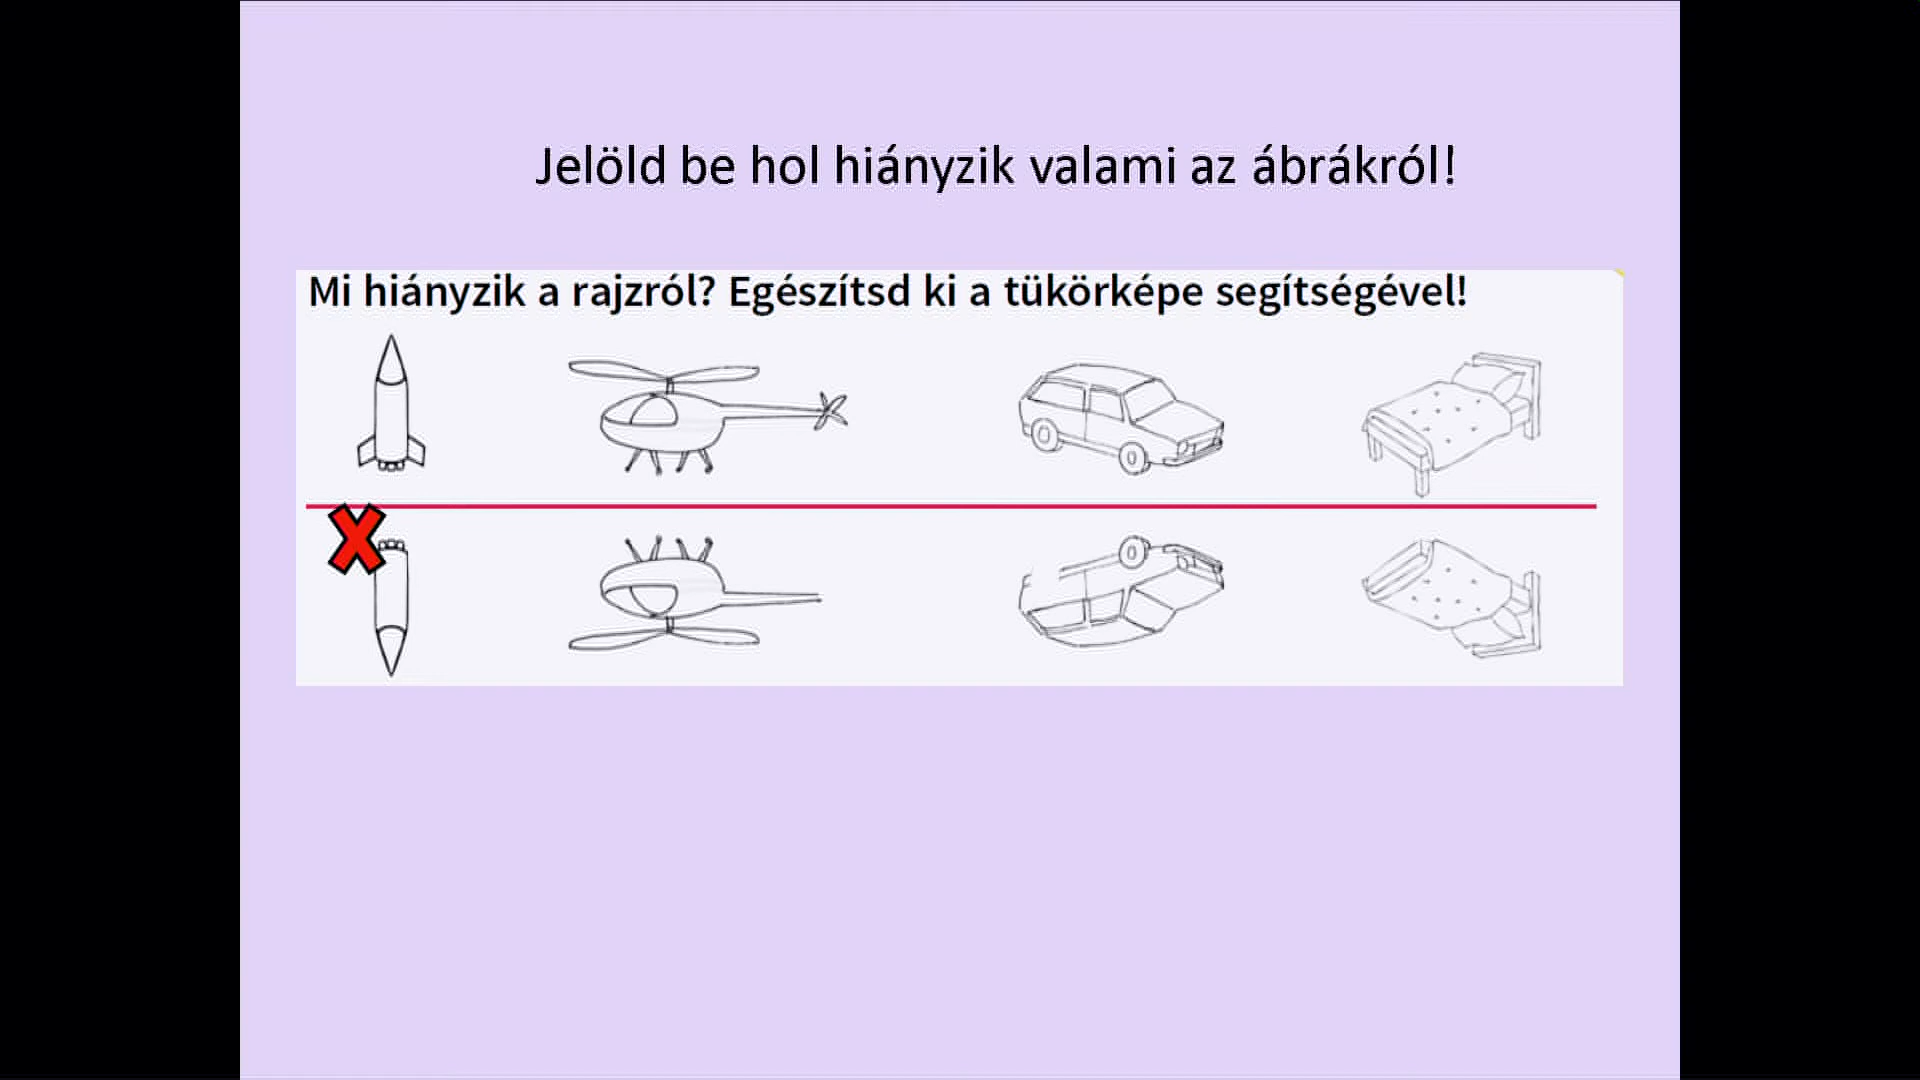 Jelöld be hol hiányzik valami az ábrákról!
Mi hiányzik a rajzról? Egészítsd ki a tükörképe segítségével!